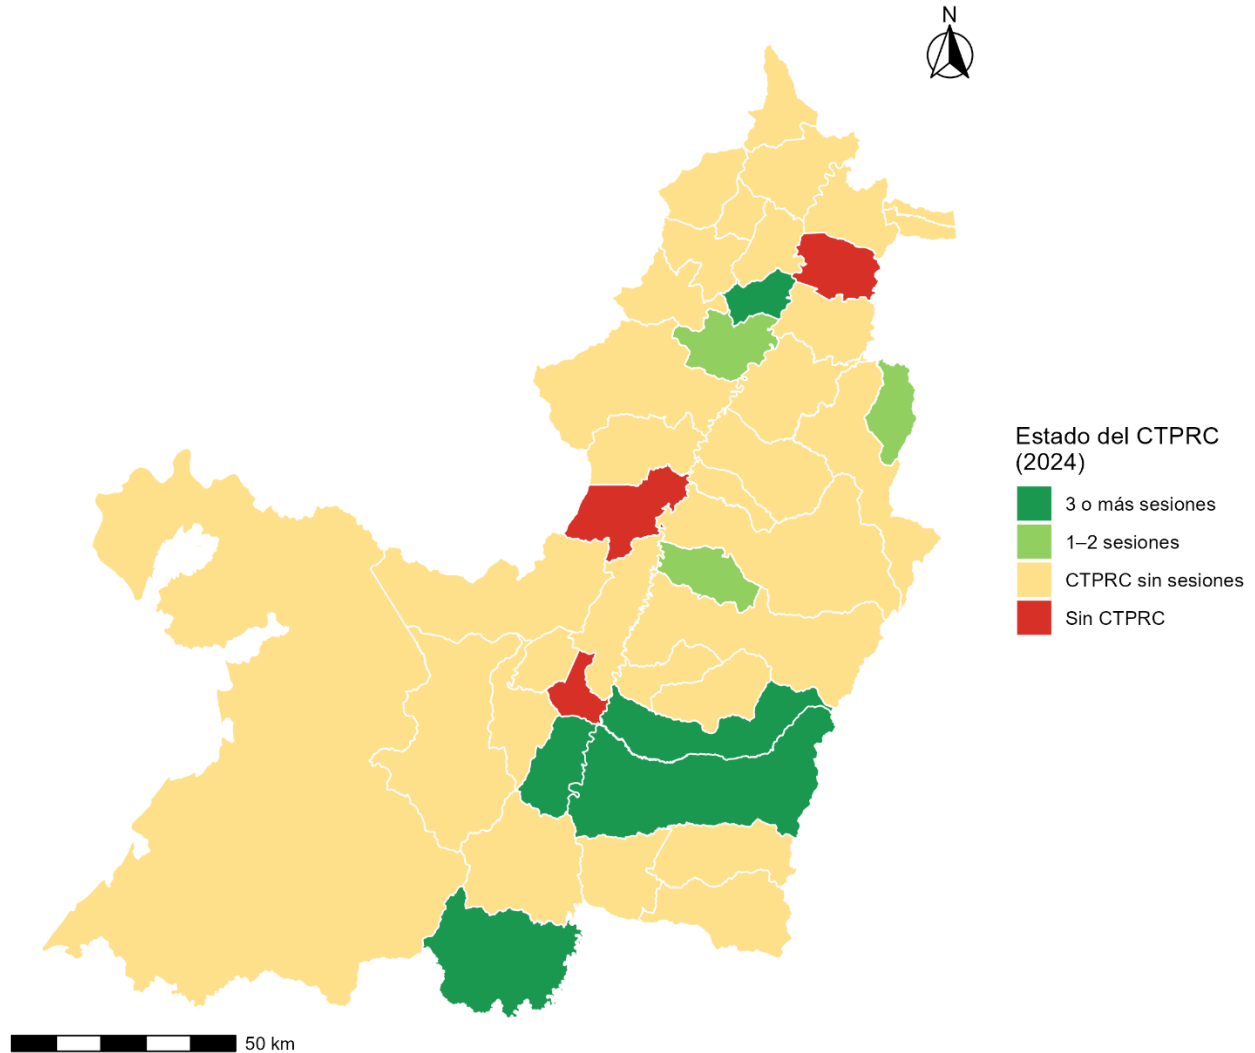 N
Estado del CTPRC
(2024)
3 o más sesiones
1–2 sesiones
CTPRC sin sesiones
Sin CTPRC
50 km